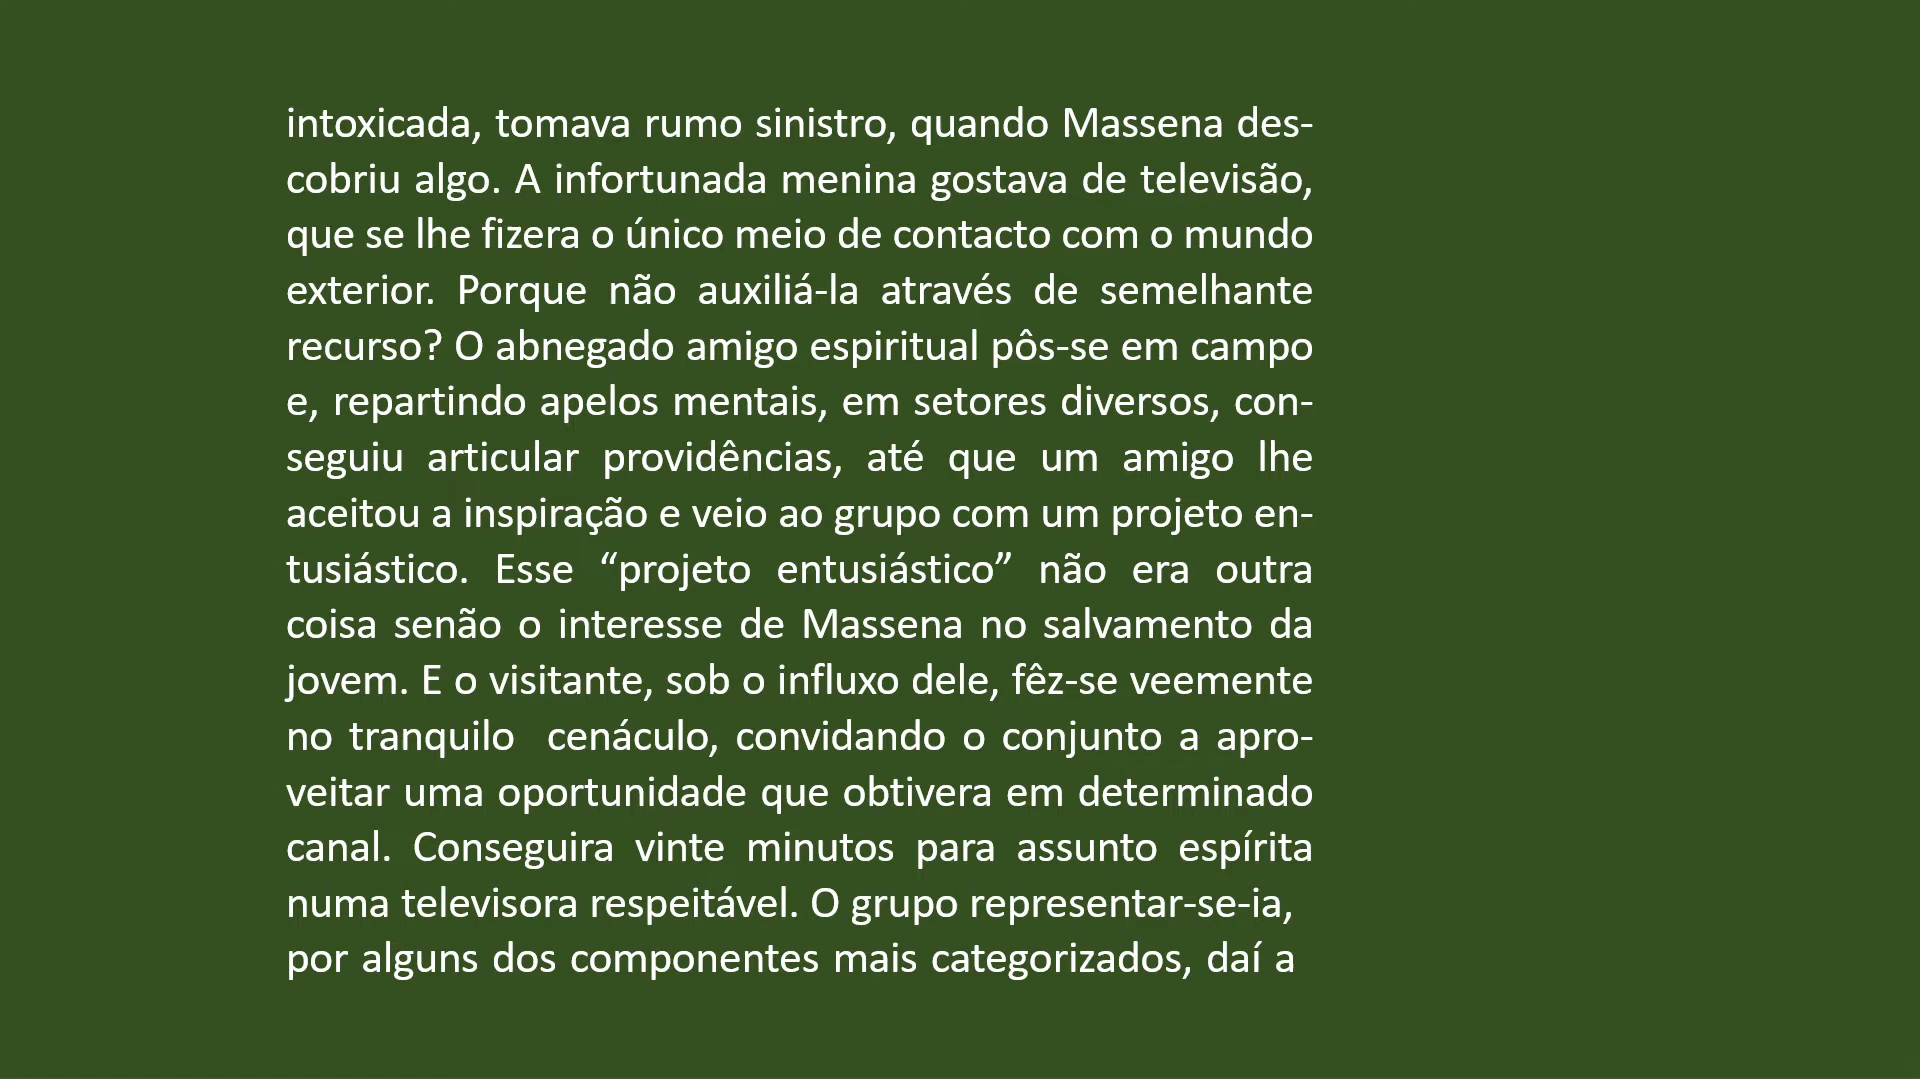 intoxicada, tomava rumo sinistro, quando Massena des-
cobriu algo. A infortunada menina gostava de televisão,
que se lhe fizera o único meio de contacto com o mundo
exterior. Porque não auxiliá-la através de semelhante
recurso? O abnegado amigo espiritual pôs-se em campo
e, repartindo apelos mentais, em setores diversos, con-
seguiu articular providências, até que um amigo lhe
aceitou a inspiração e veio ao grupo com um projeto en-
tusiástico. Esse “projeto entusiástico” não era outra
coisa senão o interesse de Massena no salvamento da
jovem. E o visitante, sob o influxo dele, fêz-se veemente
no tranquilo cenáculo, convidando o conjunto a apro-
veitar uma oportunidade que obtivera em determinado
canal. Conseguira vinte minutos para assunto espírita
numa televisora respeitável. O grupo representar-se-ia,
por alguns dos componentes mais categorizados, daí a